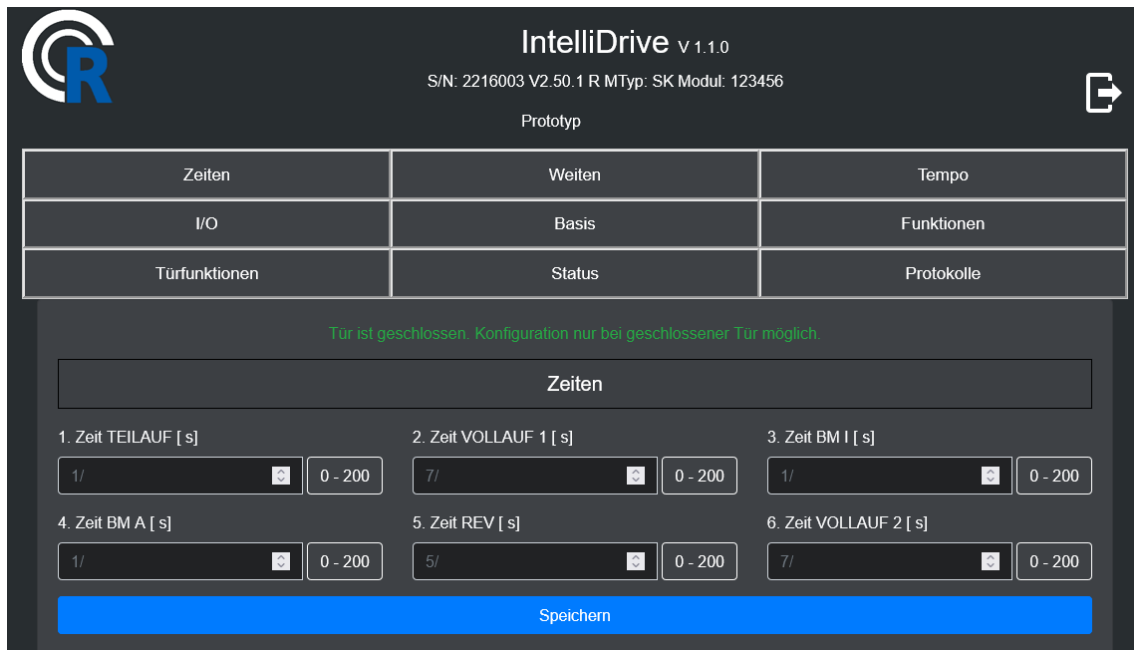 R
IntelliDrive V 1.1.0
S/N: 2216003 V2.50.1 R MTyp: SK Modul: 123456
Prototyp
Zeiten Weiten Tempo
I/O Basis Funktionen
Türfunktionen Status Protokolle
Tür ist geschlossen. Konfiguration nur bei geschlossener Tür möglich.
Zeiten
1. Zeit TEILAUF [ s] 2. Zeit VOLLAUF 1 [ s] 3. Zeit BM I [ s]
1/ 0 - 200 7/ 0 - 200 1/ 0 - 200
4. Zeit BM A [ s] 5. Zeit REV [ s] 6. Zeit VOLLAUF 2 [ s]
1/ 0 - 200 5/ 0 - 200 7/ 0 - 200
Speichern